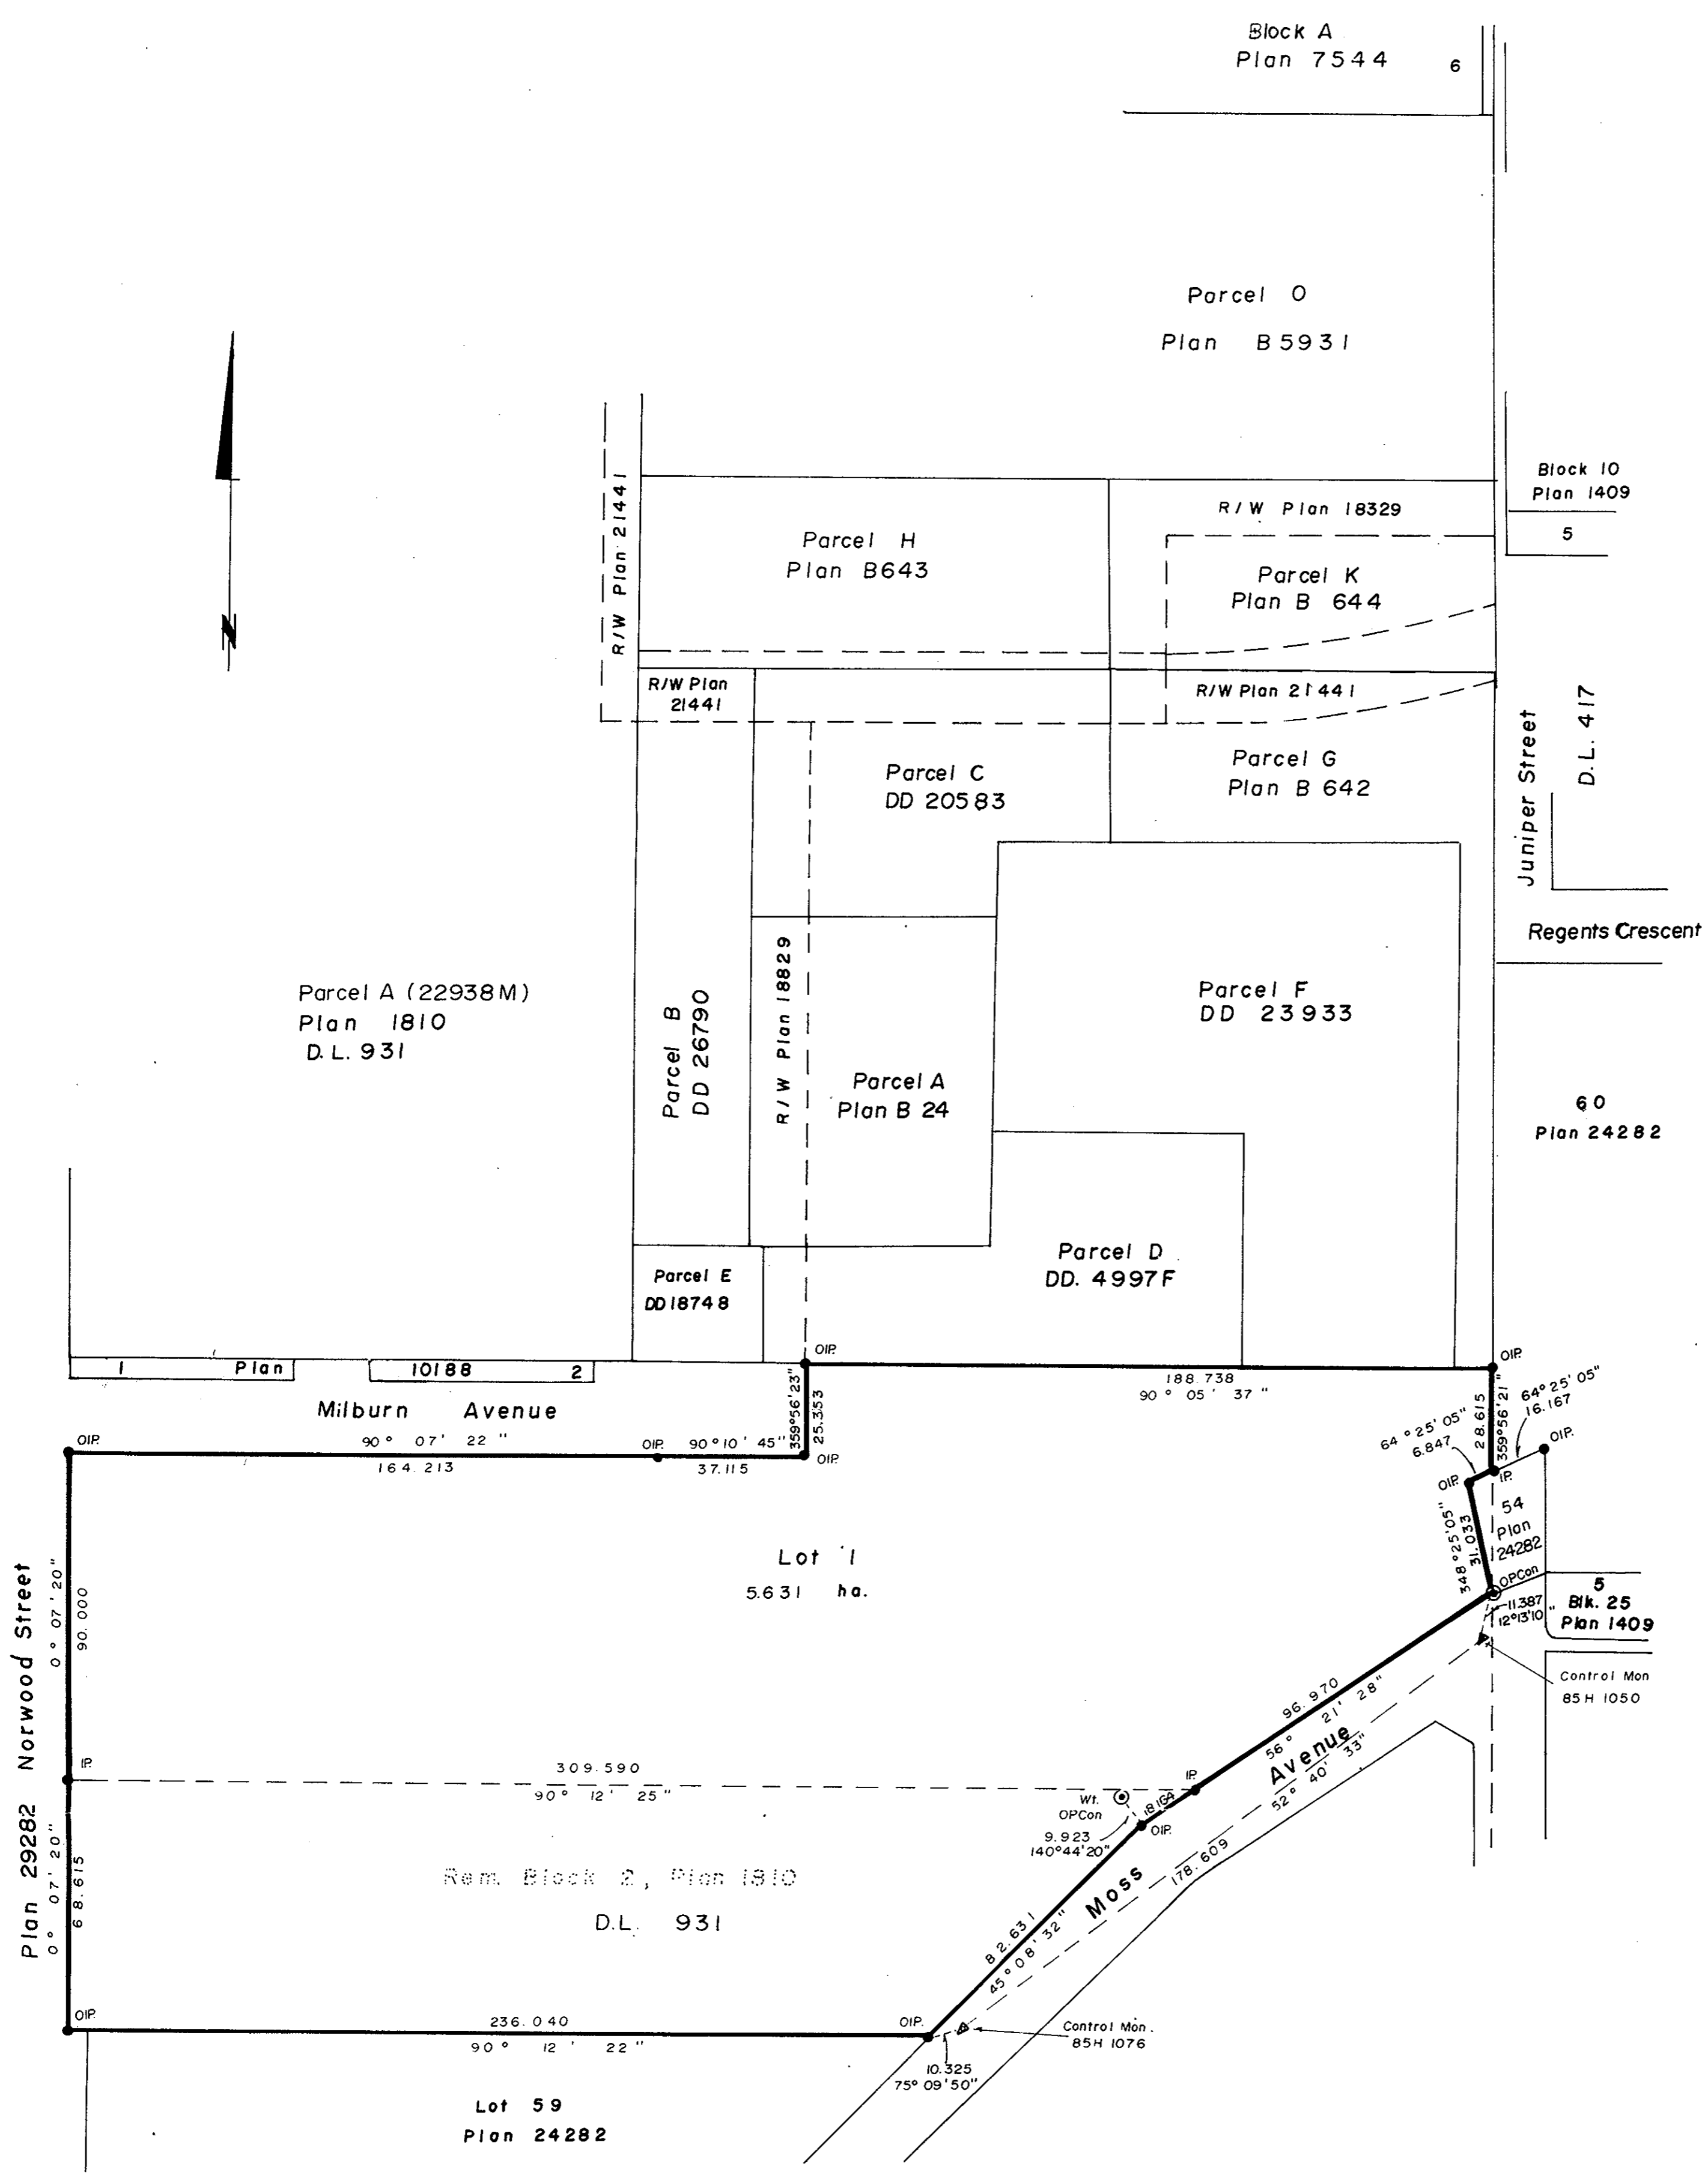 Block A
Plan 7544
6
Parcel O
Plan B5931
Block 10
Plan 1409
5
R/W Plan 21441
Parcel H
Plan B643
R/W Plan 18329
Parcel K
Plan B 644
R/W Plan
21441
R/W Plan 21441
Parcel C
DD 20583
Parcel G
Plan B 642
Juniper Street
D.L. 417
Regents Crescent
Parcel A (22938M)
Plan 1810
D.L. 931
Parcel B
DD 26790
R/W Plan 18829
Parcel A
Plan B 24
Parcel F
DD 23933
60
Plan 24282
Parcel E
DD18748
Parcel D
DD. 4997F
N
1 Plan 10188 2
OIP.
OIP.
188.738
90° 05' 37"
Milburn Avenue
359°56'23"
25.353
28.615
359°56'21"
64°25'05"
16.167
64°25'05"
6.847
OIP.
90° 07' 22"
164.213
OIP.
90°10'45"
37.115
OIP.
OIP.
OIP.
IP.
54
Plan
24282
348°25'05"
31.033
OPCon
11.387
12°13'10"
5
Blk. 25
Plan 1409
Control Mon
85H 1050
Lot 1
5.631 ha.
Plan 29282 Norwood Street
0° 07' 20"
90.000
IP.
309.590
90° 12' 25"
96.970
56° 21' 28"
Moss Avenue
52° 40' 33"
178.609
IP.
18.164
Wt.
OPCon
OIP.
9.923
140°44'20"
Rem. Block 2, Plan 1810
D.L. 931
0° 07' 20"
68.615
82.631
45°08'32"
OIP.
236.040
90° 12' 22"
OIP.
Control Mon.
85H 1076
10.325
75°09'50"
Lot 59
Plan 24282